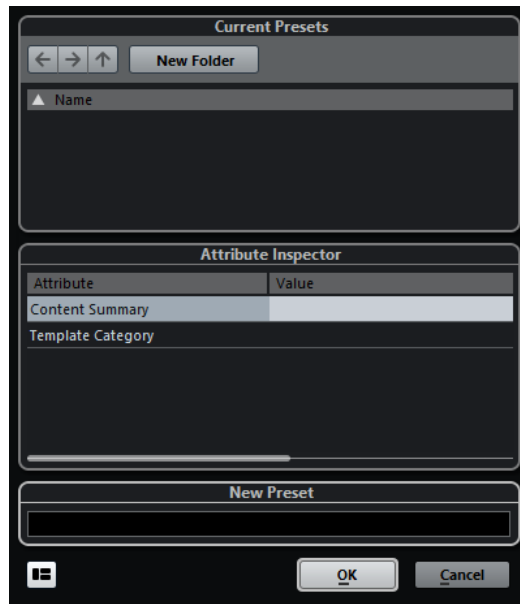 Current Presets
New Folder
Name
Attribute Inspector
Attribute Value
Content Summary
Template Category
New Preset
OK Cancel